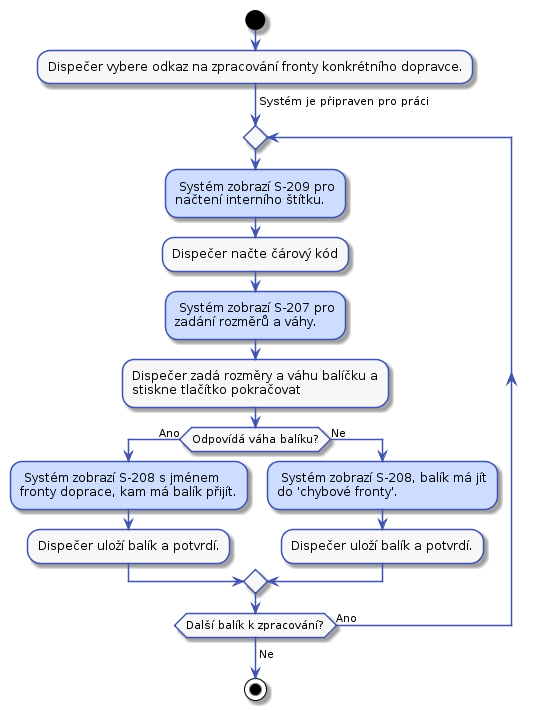 Dispečer vybere odkaz na zpracování fronty konkrétního dopravce.
Systém je připraven pro práci
Systém zobrazí S-209 pro
načtení interního štítku.
Dispečer načte čárový kód
Systém zobrazí S-207 pro
zadání rozměrů a váhy.
Dispečer zadá rozměry a váhu balíčku a
stiskne tlačítko pokračovat
Odpovídá váha balíku?
Ano
Ne
Systém zobrazí S-208 s jménem
fronty doprace, kam má balík přijít.
Dispečer uloží balík a potvrdí.
Systém zobrazí S-208, balík má jít
do 'chybové fronty'.
Dispečer uloží balík a potvrdí.
Další balík k zpracování?
Ano
Ne